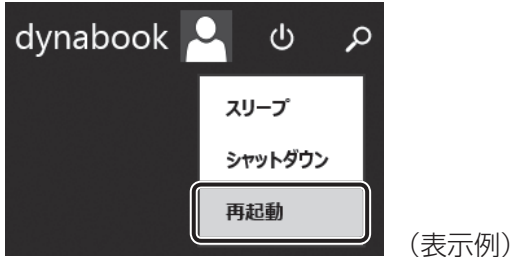 dynabook
スリープ
シャットダウン
再起動
（表示例）